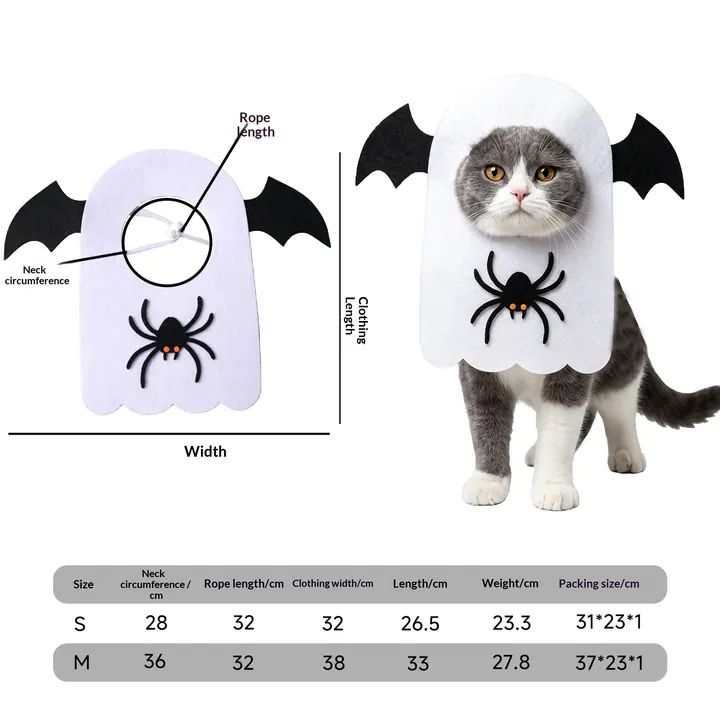 Rope
length
Neck
circumference
Clothing
Length
Width
Size Neck circumference / cm Rope length/cm Clothing width/cm Length/cm Weight/cm Packing size/cm
S 28 32 32 26.5 23.3 31*23*1
M 36 32 38 33 27.8 37*23*1